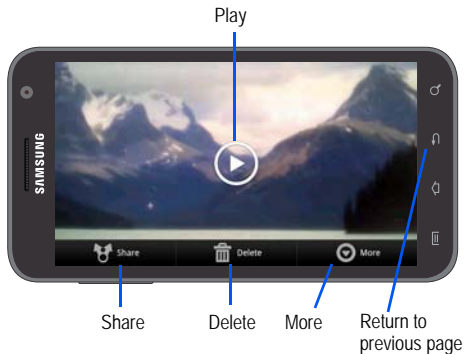 Play
SAMSUNG
Share
Delete
More
Share
Delete
More
Return to
previous page